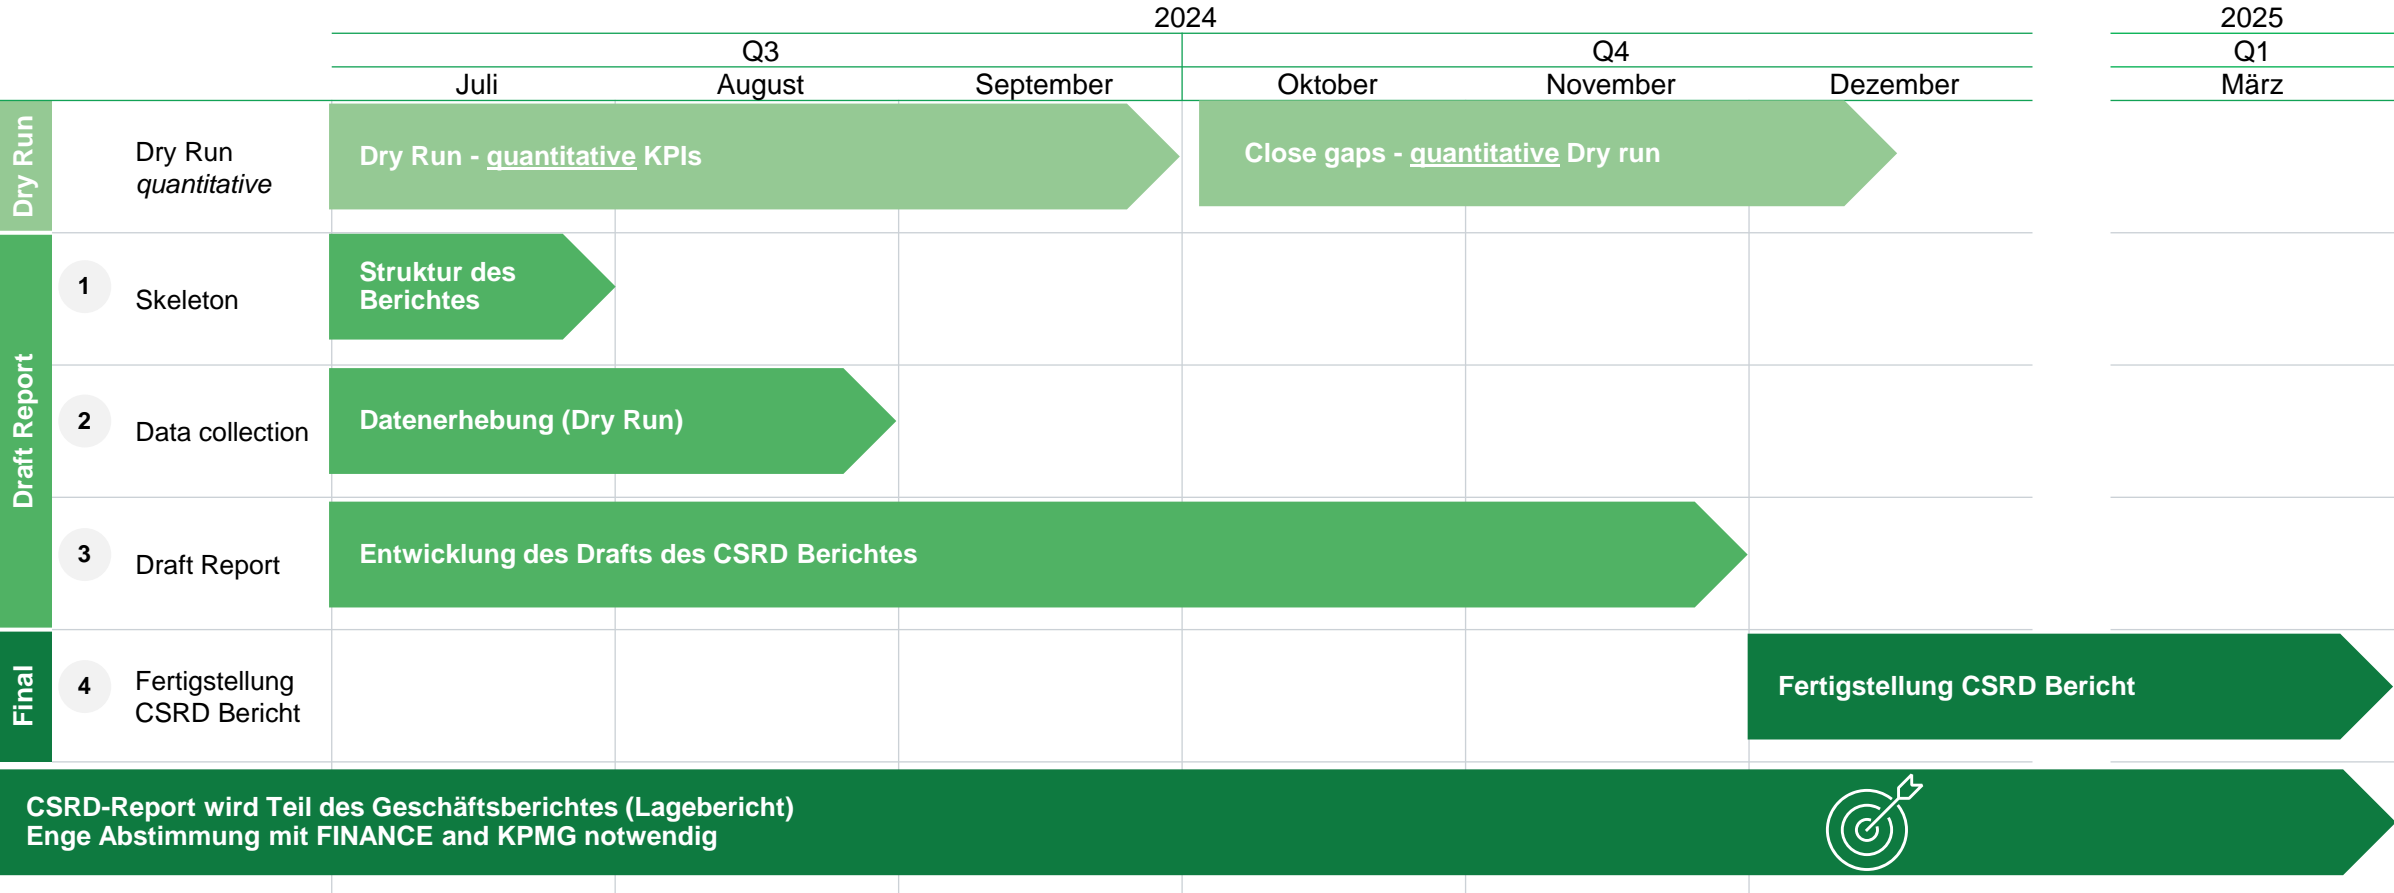 2024
2025
Q3
Q4
Q1
Juli
August
September
Oktober
November
Dezember
März
Dry Run
Dry Run
quantitative
Dry Run - quantitative KPIs
Close gaps - quantitative Dry run
Draft Report
1
Skeleton
Struktur des
Berichtes
2
Data collection
Datenerhebung (Dry Run)
3
Draft Report
Entwicklung des Drafts des CSRD Berichtes
Final
4
Fertigstellung
CSRD Bericht
Fertigstellung CSRD Bericht
CSRD-Report wird Teil des Geschäftsberichtes (Lagebericht)
Enge Abstimmung mit FINANCE and KPMG notwendig